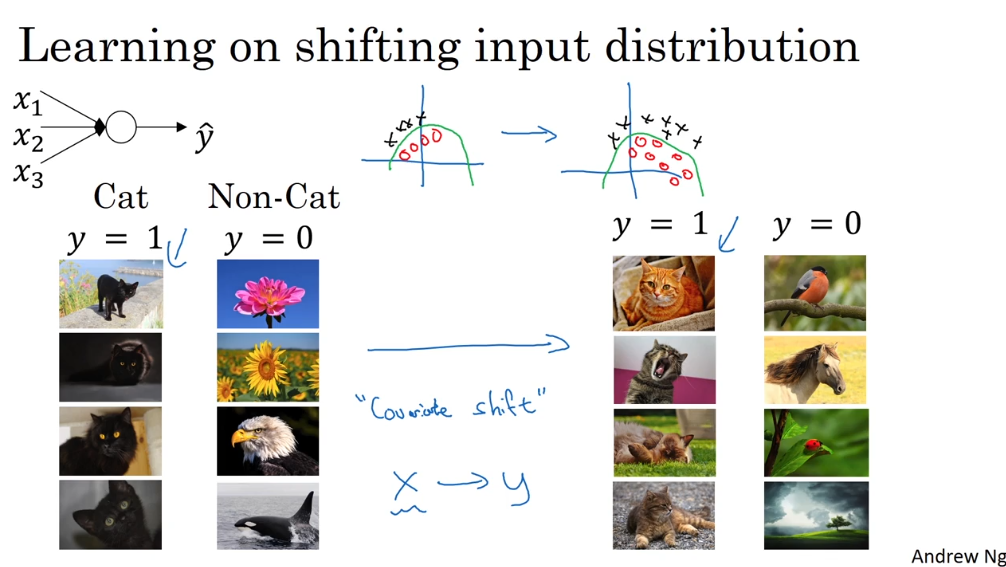 Learning on shifting input distribution
x₁
x₂
x₃
ŷ
Cat
Non-Cat
y = 1
y = 0
y = 1
y = 0
"Covariate shift"
x → y
Andrew Ng